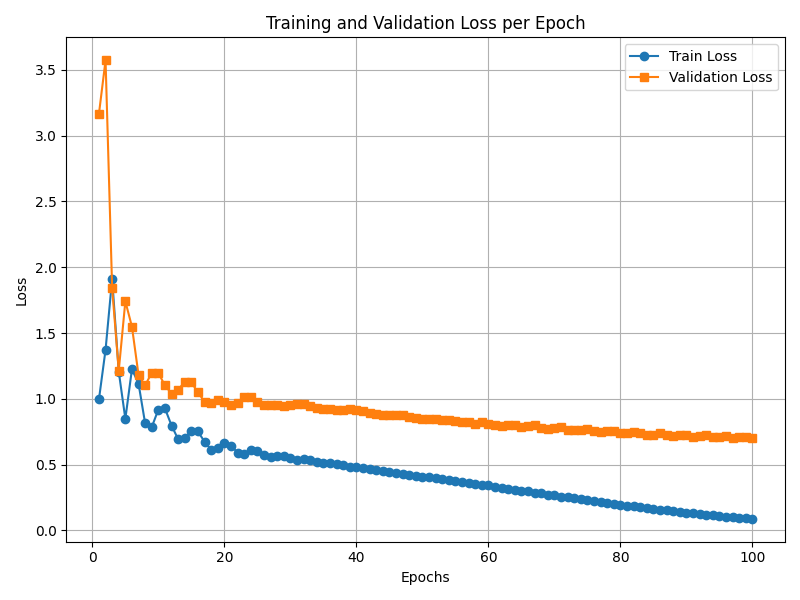 Training and Validation Loss per Epoch
Train Loss
Validation Loss
3.5
3.0
2.5
2.0
1.5
1.0
0.5
0.0
Loss
0 20 40 60 80 100
Epochs